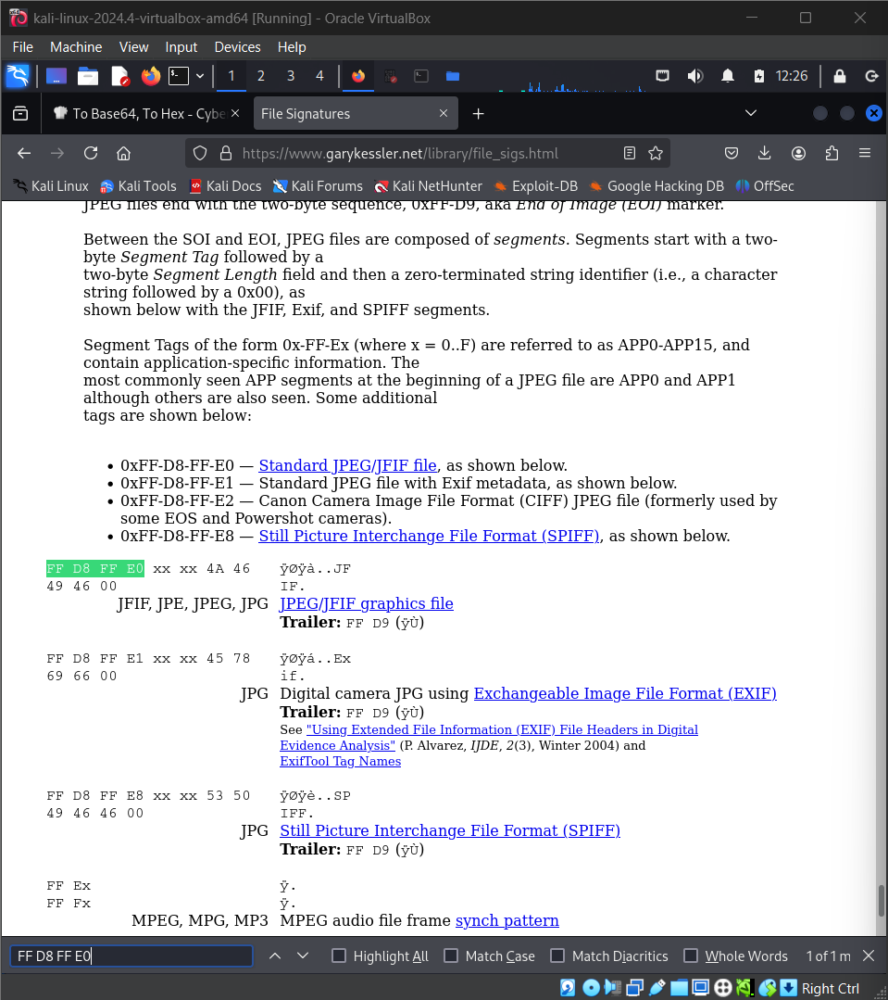 kali-linux-2024.4-virtualbox-amd64 [Running] - Oracle VirtualBox
File Machine View Input Devices Help
1 2 3 4 12:26
To Base64, To Hex - Cybe File Signatures
https://www.garykessler.net/library/file_sigs.html
Kali Linux Kali Tools Kali Docs Kali Forums Kali NetHunter Exploit-DB Google Hacking DB OffSec
JPEG files end with the two-byte sequence, 0xFF-D9, aka End of Image (EOI) marker.
Between the SOI and EOI, JPEG files are composed of segments. Segments start with a two-
byte Segment Tag followed by a
two-byte Segment Length field and then a zero-terminated string identifier (i.e., a character
string followed by a 0x00), as
shown below with the JFIF, Exif, and SPIFF segments.
Segment Tags of the form 0x-FF-Ex (where x = 0..F) are referred to as APP0-APP15, and
contain application-specific information. The
most commonly seen APP segments at the beginning of a JPEG file are APP0 and APP1
although others are also seen. Some additional
tags are shown below:
• 0xFF-D8-FF-E0 — Standard JPEG/JFIF file, as shown below.
• 0xFF-D8-FF-E1 — Standard JPEG file with Exif metadata, as shown below.
• 0xFF-D8-FF-E2 — Canon Camera Image File Format (CIFF) JPEG file (formerly used by
some EOS and Powershot cameras).
• 0xFF-D8-FF-E8 — Still Picture Interchange File Format (SPIFF), as shown below.
FF D8 FF E0 xx xx 4A 46 ÿØÿà..JF
49 46 00 IF.
JFIF, JPE, JPEG, JPG JPEG/JFIF graphics file
Trailer: FF D9 (ÿÙ)
FF D8 FF E1 xx xx 45 78 ÿØÿá..Ex
69 66 00 if.
JPG Digital camera JPG using Exchangeable Image File Format (EXIF)
Trailer: FF D9 (ÿÙ)
See "Using Extended File Information (EXIF) File Headers in Digital
Evidence Analysis" (P. Alvarez, IJDE, 2(3), Winter 2004) and
ExifTool Tag Names
FF D8 FF E8 xx xx 53 50 ÿØÿè..SP
49 46 46 00 IFF.
JPG Still Picture Interchange File Format (SPIFF)
Trailer: FF D9 (ÿÙ)
FF Ex ÿ.
FF Fx ÿ.
MPEG, MPG, MP3 MPEG audio file frame synch pattern
FF D8 FF E0 Highlight All Match Case Match Diacritics Whole Words 1 of 1 m
Right Ctrl